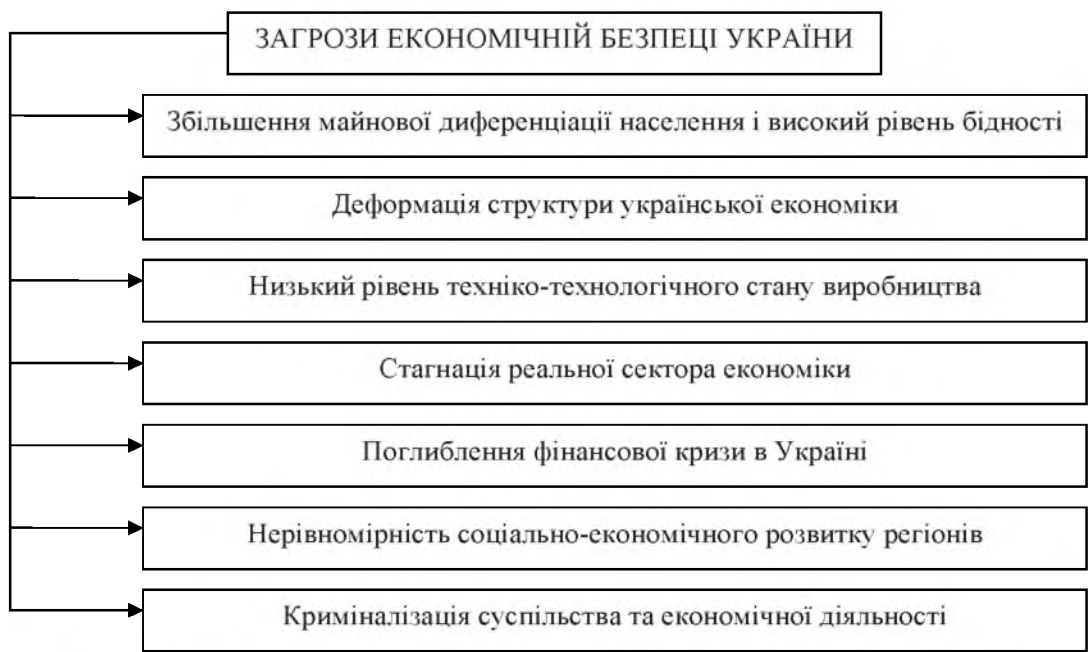 ЗАГРОЗИ ЕКОНОМІЧНІЙ БЕЗПЕЦІ УКРАЇНИ
Збільшення майнової диференціації населення і високий рівень бідності
Деформація структури української економіки
Низький рівень техніко-технологічного стану виробництва
Стагнація реальної сектора економіки
Поглиблення фінансової кризи в Україні
Нерівномірність соціально-економічного розвитку регіонів
Криміналізація суспільства та економічної діяльності